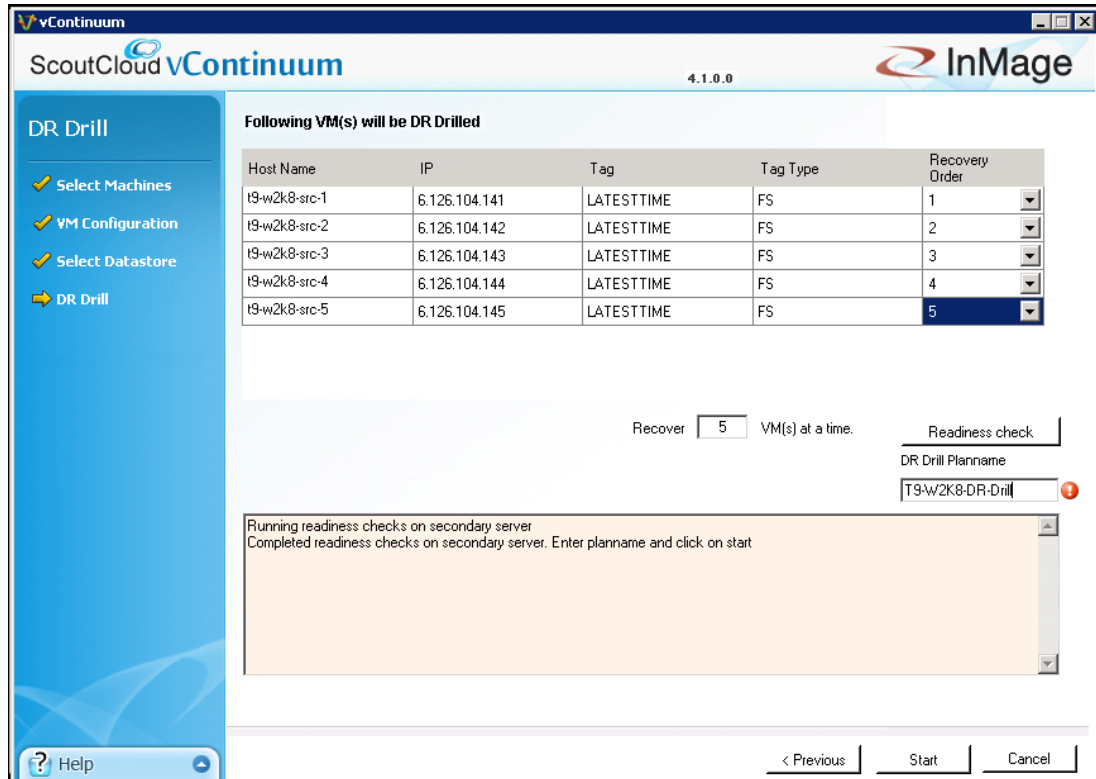 vContinuum
ScoutCloud vContinuum
4.1.0.0
InMage
DR Drill
Select Machines
VM Configuration
Select Datastore
DR Drill
Following VM(s) will be DR Drilled
Host Name IP Tag Tag Type Recovery Order
t9-w2k8-src-1 6.126.104.141 LATESTTIME FS 1
t9-w2k8-src-2 6.126.104.142 LATESTTIME FS 2
t9-w2k8-src-3 6.126.104.143 LATESTTIME FS 3
t9-w2k8-src-4 6.126.104.144 LATESTTIME FS 4
t9-w2k8-src-5 6.126.104.145 LATESTTIME FS 5
Recover 5 VM(s) at a time.
Readiness check
DR Drill Planname
T9-W2K8-DR-Drill
Running readiness checks on secondary server
Completed readiness checks on secondary server. Enter planname and click on start
? Help
< Previous Start Cancel